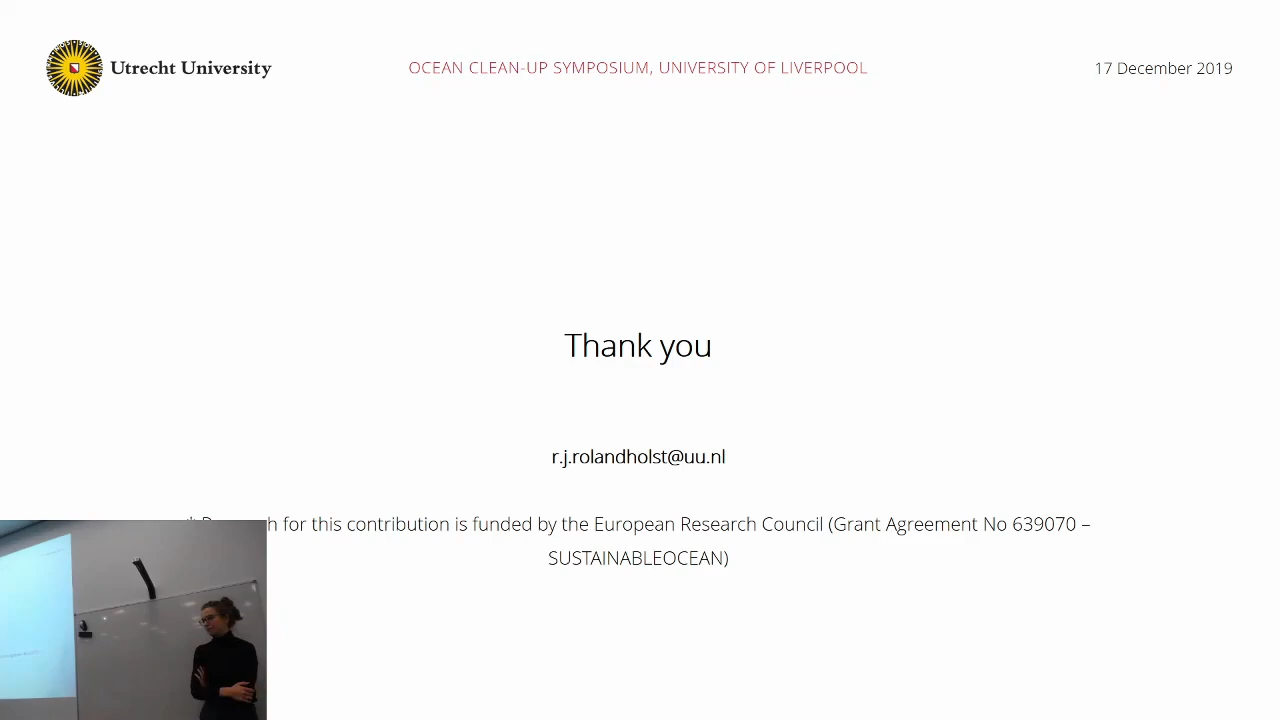 Utrecht University
OCEAN CLEAN-UP SYMPOSIUM, UNIVERSITY OF LIVERPOOL
17 December 2019
Thank you
r.j.rolandholst@uu.nl
for this contribution is funded by the European Research Council (Grant Agreement No 639070 –
SUSTAINABLEOCEAN)